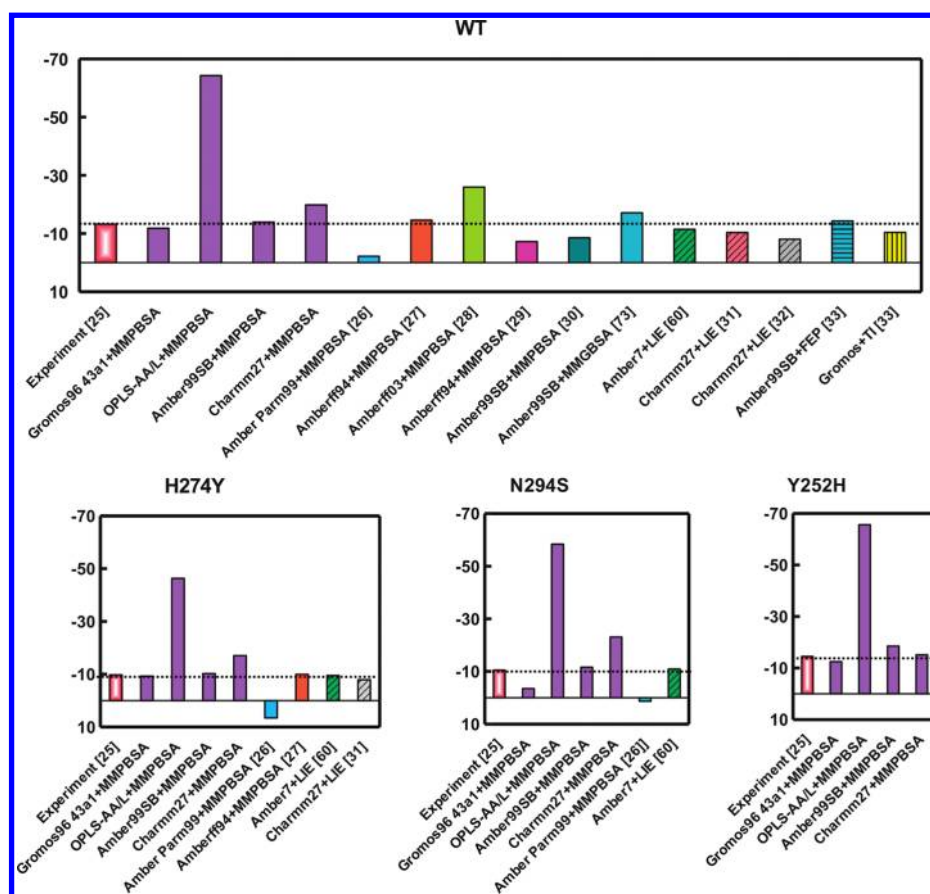 WT
-70
-50
-30
-10
10
Experiment [25]
Gromos96 43a1+MMPBSA
OPLS-AA/L+MMPBSA
Amber99SB+MMPBSA
Charmm27+MMPBSA
Amber Parm99+MMPBSA [26]
Amberff94+MMPBSA [27]
Amberff03+MMPBSA [28]
Amberff94+MMPBSA [29]
Amber99SB+MMPBSA [30]
Amber99SB+MMGBSA [73]
Amber7+LIE [60]
Charmm27+LIE [31]
Charmm27+LIE [32]
Amber99SB+FEP [33]
Gromos+TI [33]
H274Y
-70
-50
-30
-10
10
Experiment [25]
Gromos96 43a1+MMPBSA
OPLS-AA/L+MMPBSA
Amber99SB+MMPBSA
Charmm27+MMPBSA
Amber Parm99+MMPBSA [26]
Amberff94+MMPBSA [27]
Amber7+LIE [60]
Charmm27+LIE [31]
N294S
-70
-50
-30
-10
10
Experiment [25]
Gromos96 43a1+MMPBSA
OPLS-AA/L+MMPBSA
Amber99SB+MMPBSA
Charmm27+MMPBSA
Amber Parm99+MMPBSA [26]]
Amber7+LIE [60]
Y252H
-70
-50
-30
-10
10
Experiment [25]
Gromos96 43a1+MMPBSA
OPLS-AA/L+MMPBSA
Amber99SB+MMPBSA
Charmm27+MMPBSA